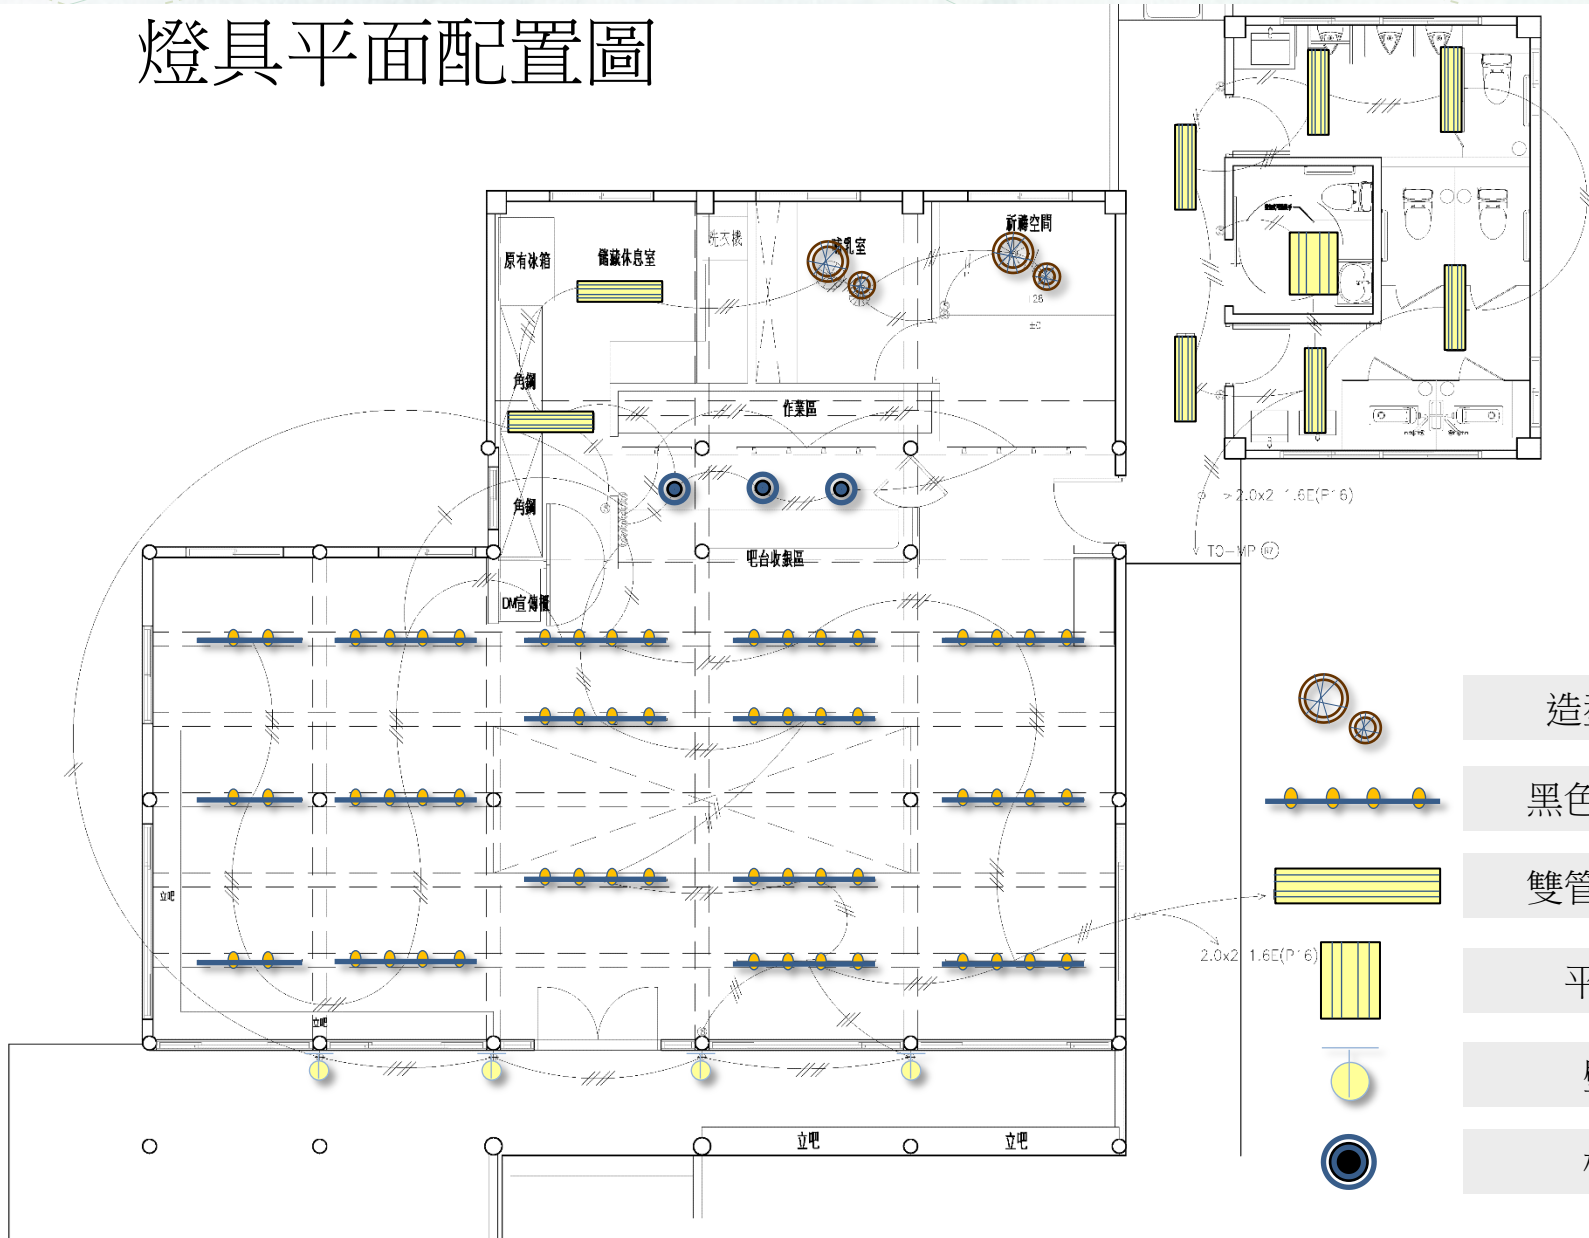 燈具平面配置圖
祈禱空間
哺乳室
洗衣機
儲藏休息室
原有冰箱
角鋼
作業區
角鋼
吧台收銀區
DM宣傳櫃
2.0x2 1.6E(P16)
TO-MP
造
黑色
雙管
立吧
2.0x2 1.6E(P16)
平
立吧
立吧
立吧